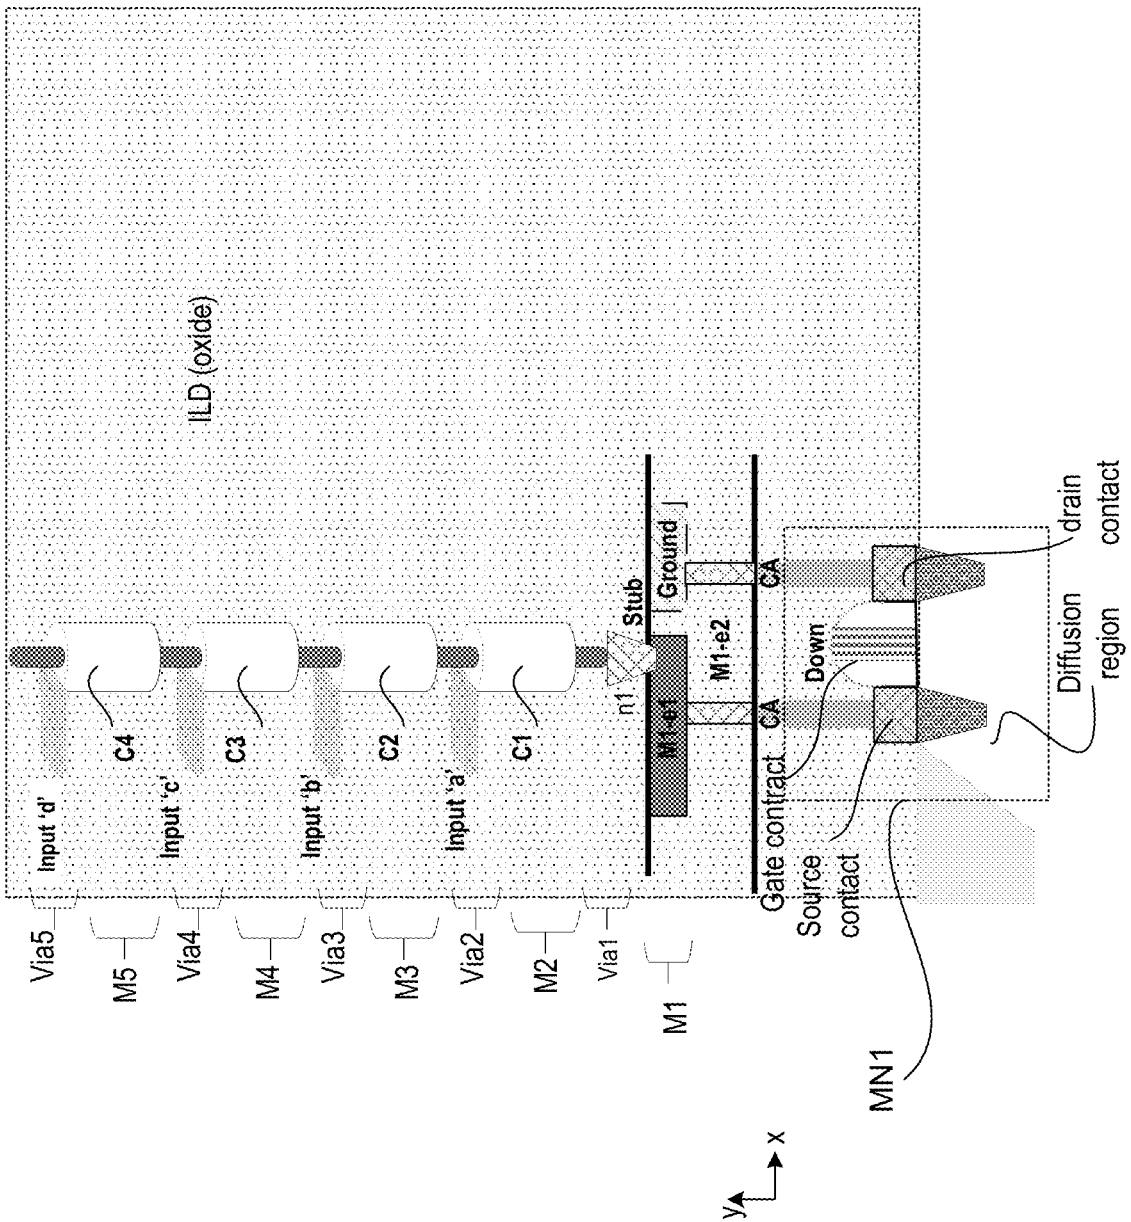 Via5
M5
Via4
M4
Via3
M3
Via2
M2
Via1
M1
Input 'd'
C4
Input 'c'
C3
Input 'b'
C2
Input 'a'
C1
ILD (oxide)
n1
Stub
M1-e1
Ground
M1-e2
CA
CA
Gate contract
Down
Source
contact
drain
contact
Diffusion
region
MN1
y
x